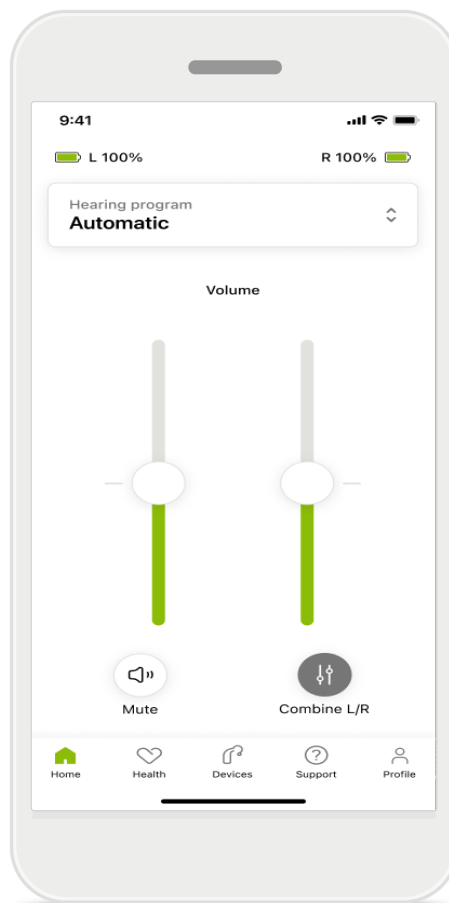 9:41
L 100% R 100%
Hearing program
Automatic
Volume
Mute Combine L/R
Home Health Devices Support Profile